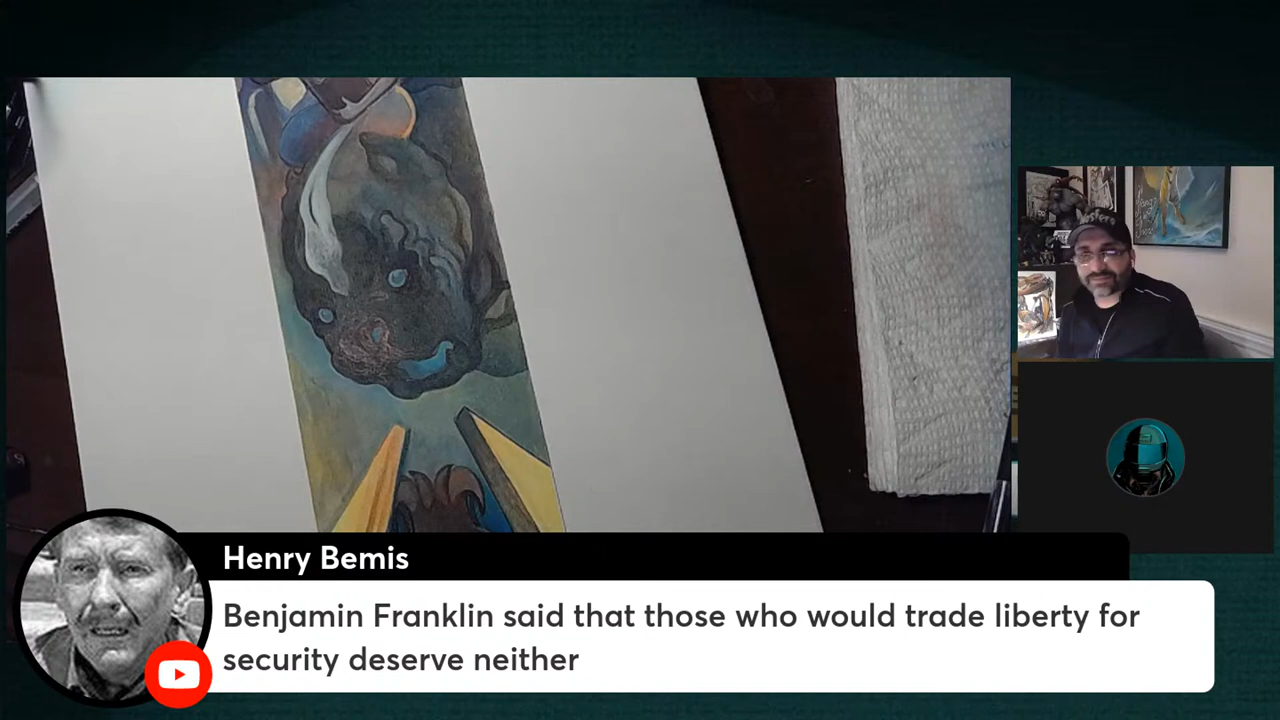 Henry Bemis
Benjamin Franklin said that those who would trade liberty for
security deserve neither